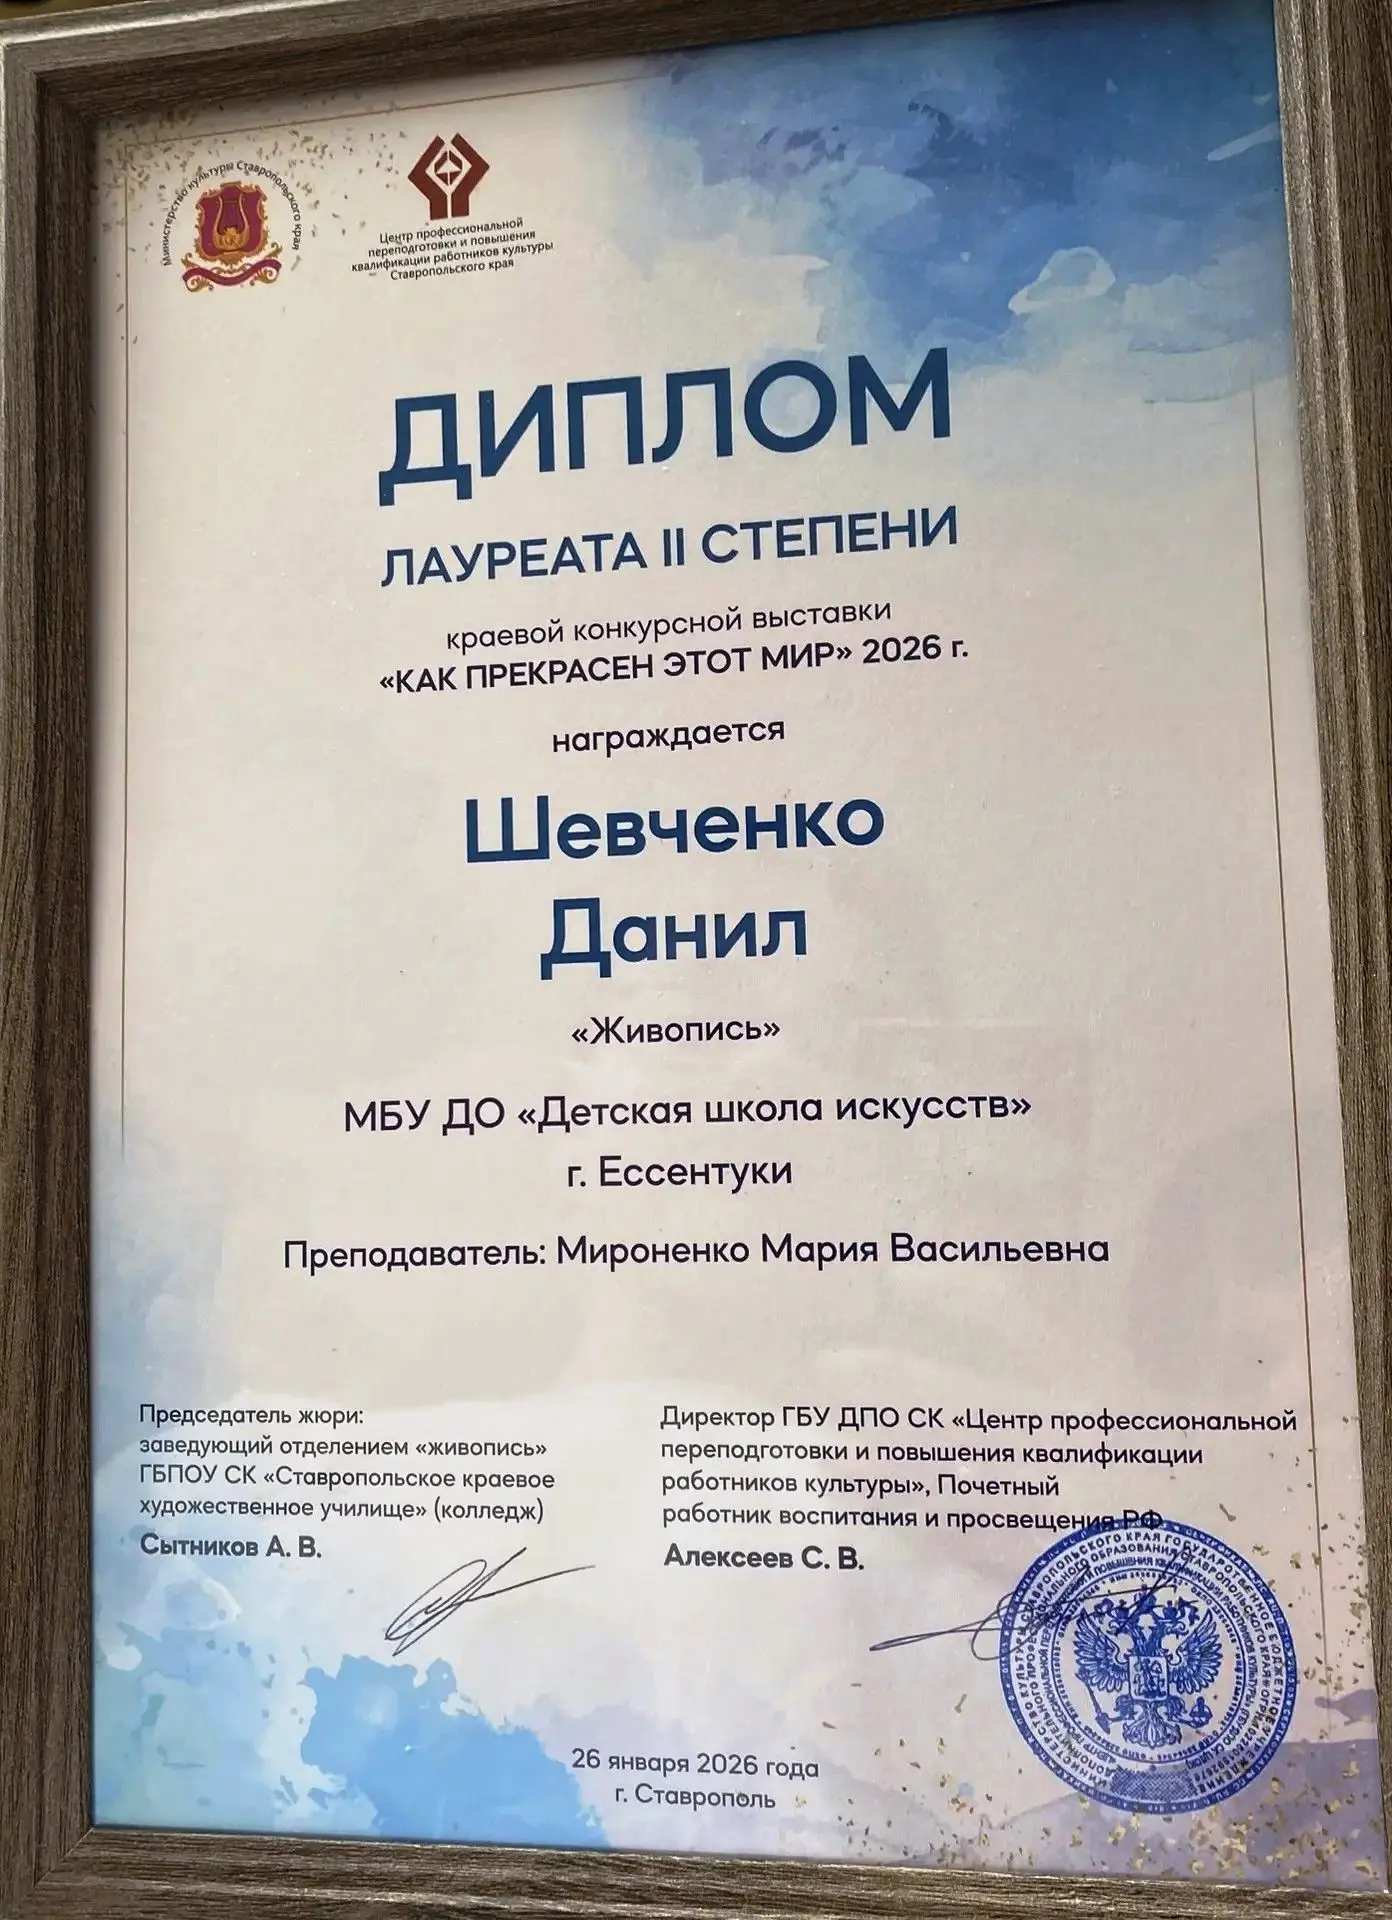 Министерство культуры Ставропольского края
Центр профессиональной
переподготовки и повышения
квалификации работников культуры
Ставропольского края
ДИПЛОМ
ЛАУРЕАТА II СТЕПЕНИ
краевой конкурсной выставки
«КАК ПРЕКРАСЕН ЭТОТ МИР» 2026 г.
награждается
Шевченко
Данил
«Живопись»
МБУ ДО «Детская школа искусств»
г. Ессентуки
Преподаватель: Мироненко Мария Васильевна
Председатель жюри:
заведующий отделением «живопись»
ГБПОУ СК «Ставропольское краевое
художественное училище» (колледж)
Сытников А. В.
Директор ГБУ ДПО СК «Центр профессиональной
переподготовки и повышения квалификации
работников культуры», Почетный
работник воспитания и просвещения РФ
Алексеев С. В.
26 января 2026 года
г. Ставрополь